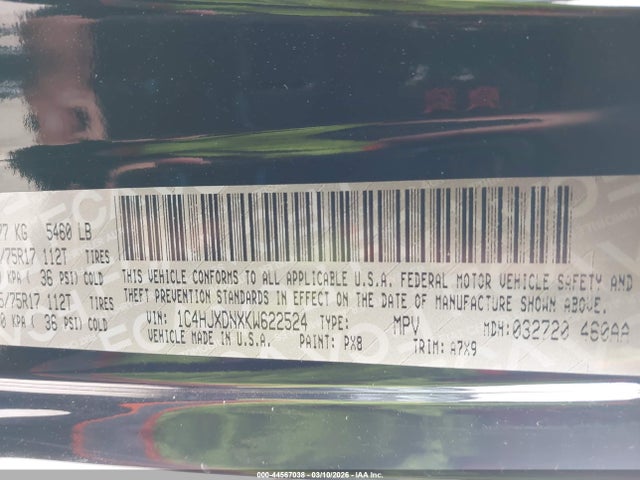 77 KG 5460 LB
/75R17 112T TIRES
KPA ( 36 PSI) COLD
/75R17 112T TIRES
0 KPA ( 36 PSI) COLD
THIS VEHICLE CONFORMS TO ALL APPLICABLE U.S.A. FEDERAL MOTOR VEHICLE SAFETY AND
THEFT PREVENTION STANDARDS IN EFFECT ON THE DATE OF MANUFACTURE SHOWN ABOVE.
VIN: 1C4HJXDNXKW622524 TYPE: MPV MDH:032720 460AA
VEHICLE MADE IN U.S.A. PAINT: PX8 TRIM: A7X9
000-44567038 - 03/10/2026 - IAA Inc.